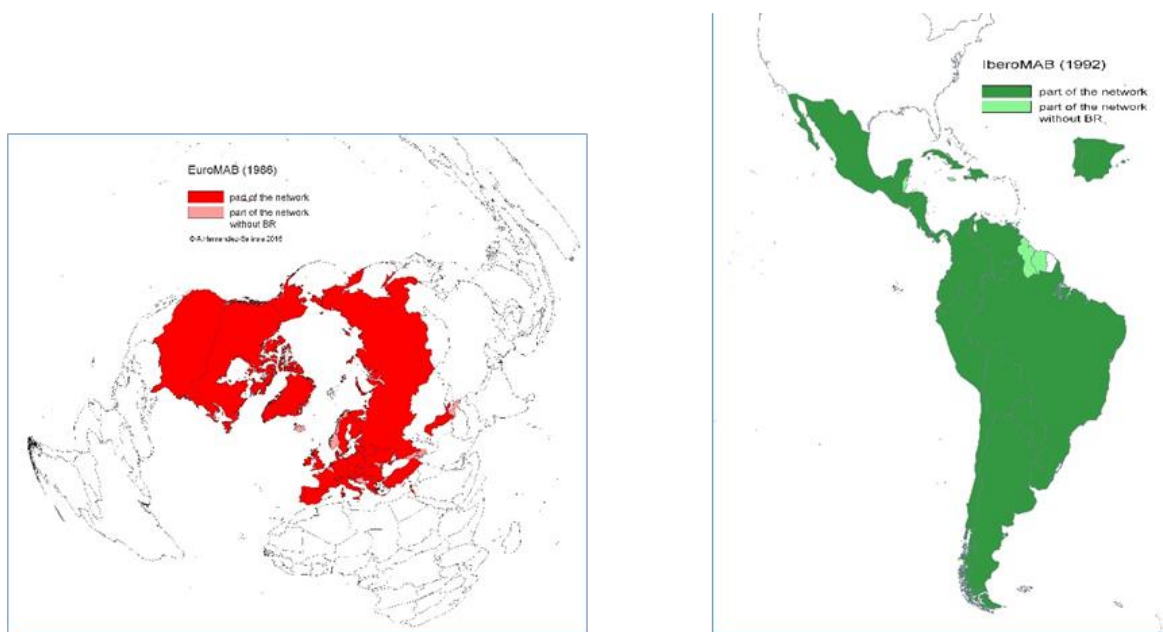 EuroMAB (1986)
part of the network
part of the network
without BR
IberoMAB (1992)
part of the network
part of the network
without BR